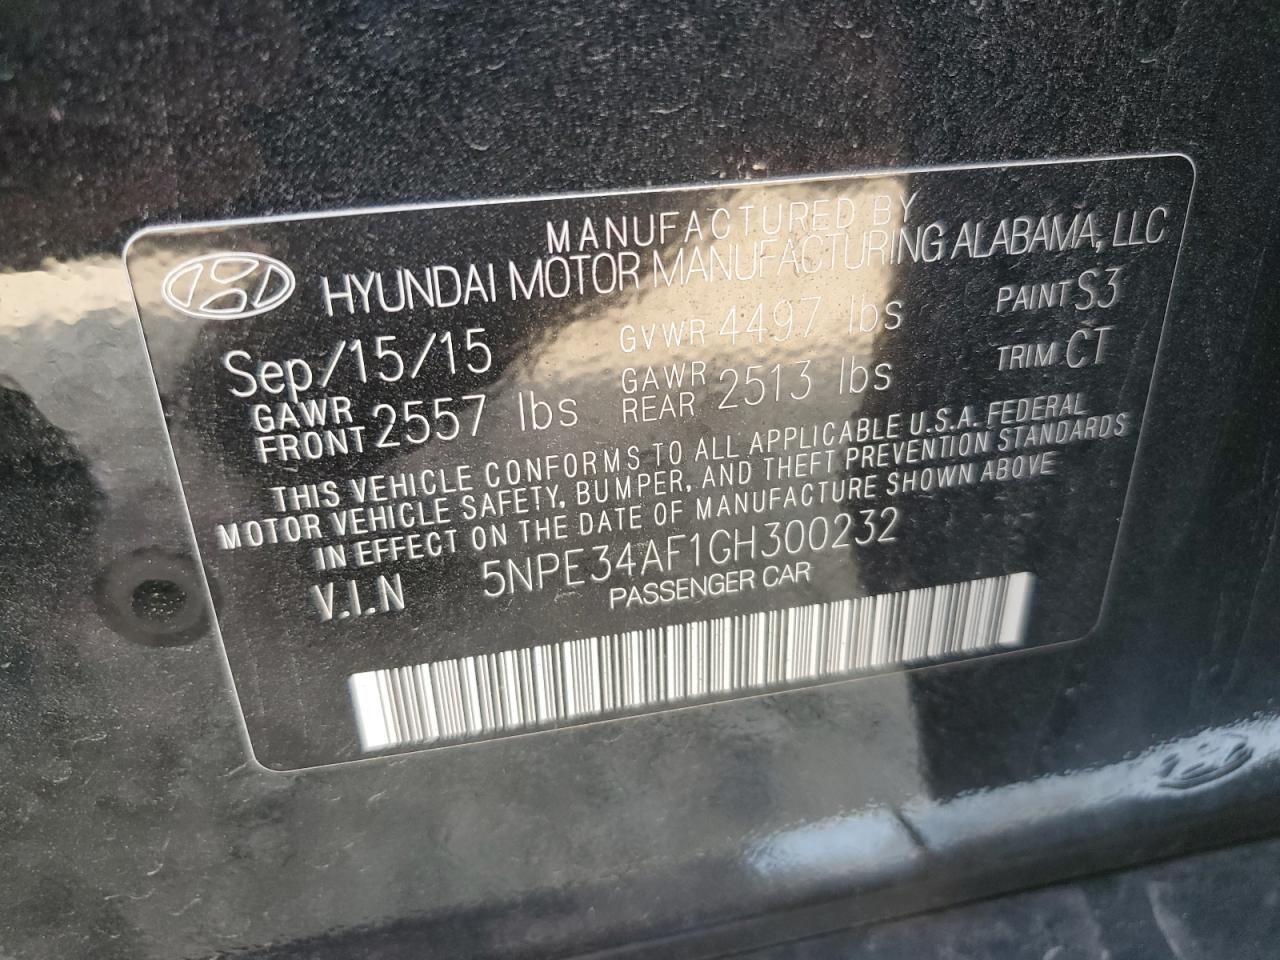 MANUFACTURED BY
HYUNDAI MOTOR MANUFACTURING ALABAMA, LLC
Sep/15/15 GVWR 4497 lbs PAINT S3
GAWR FRONT 2557 lbs GAWR REAR 2513 lbs TRIM CT
THIS VEHICLE CONFORMS TO ALL APPLICABLE U.S.A. FEDERAL
MOTOR VEHICLE SAFETY, BUMPER, AND THEFT PREVENTION STANDARDS
IN EFFECT ON THE DATE OF MANUFACTURE SHOWN ABOVE
V.I.N 5NPE34AF1GH300232
PASSENGER CAR